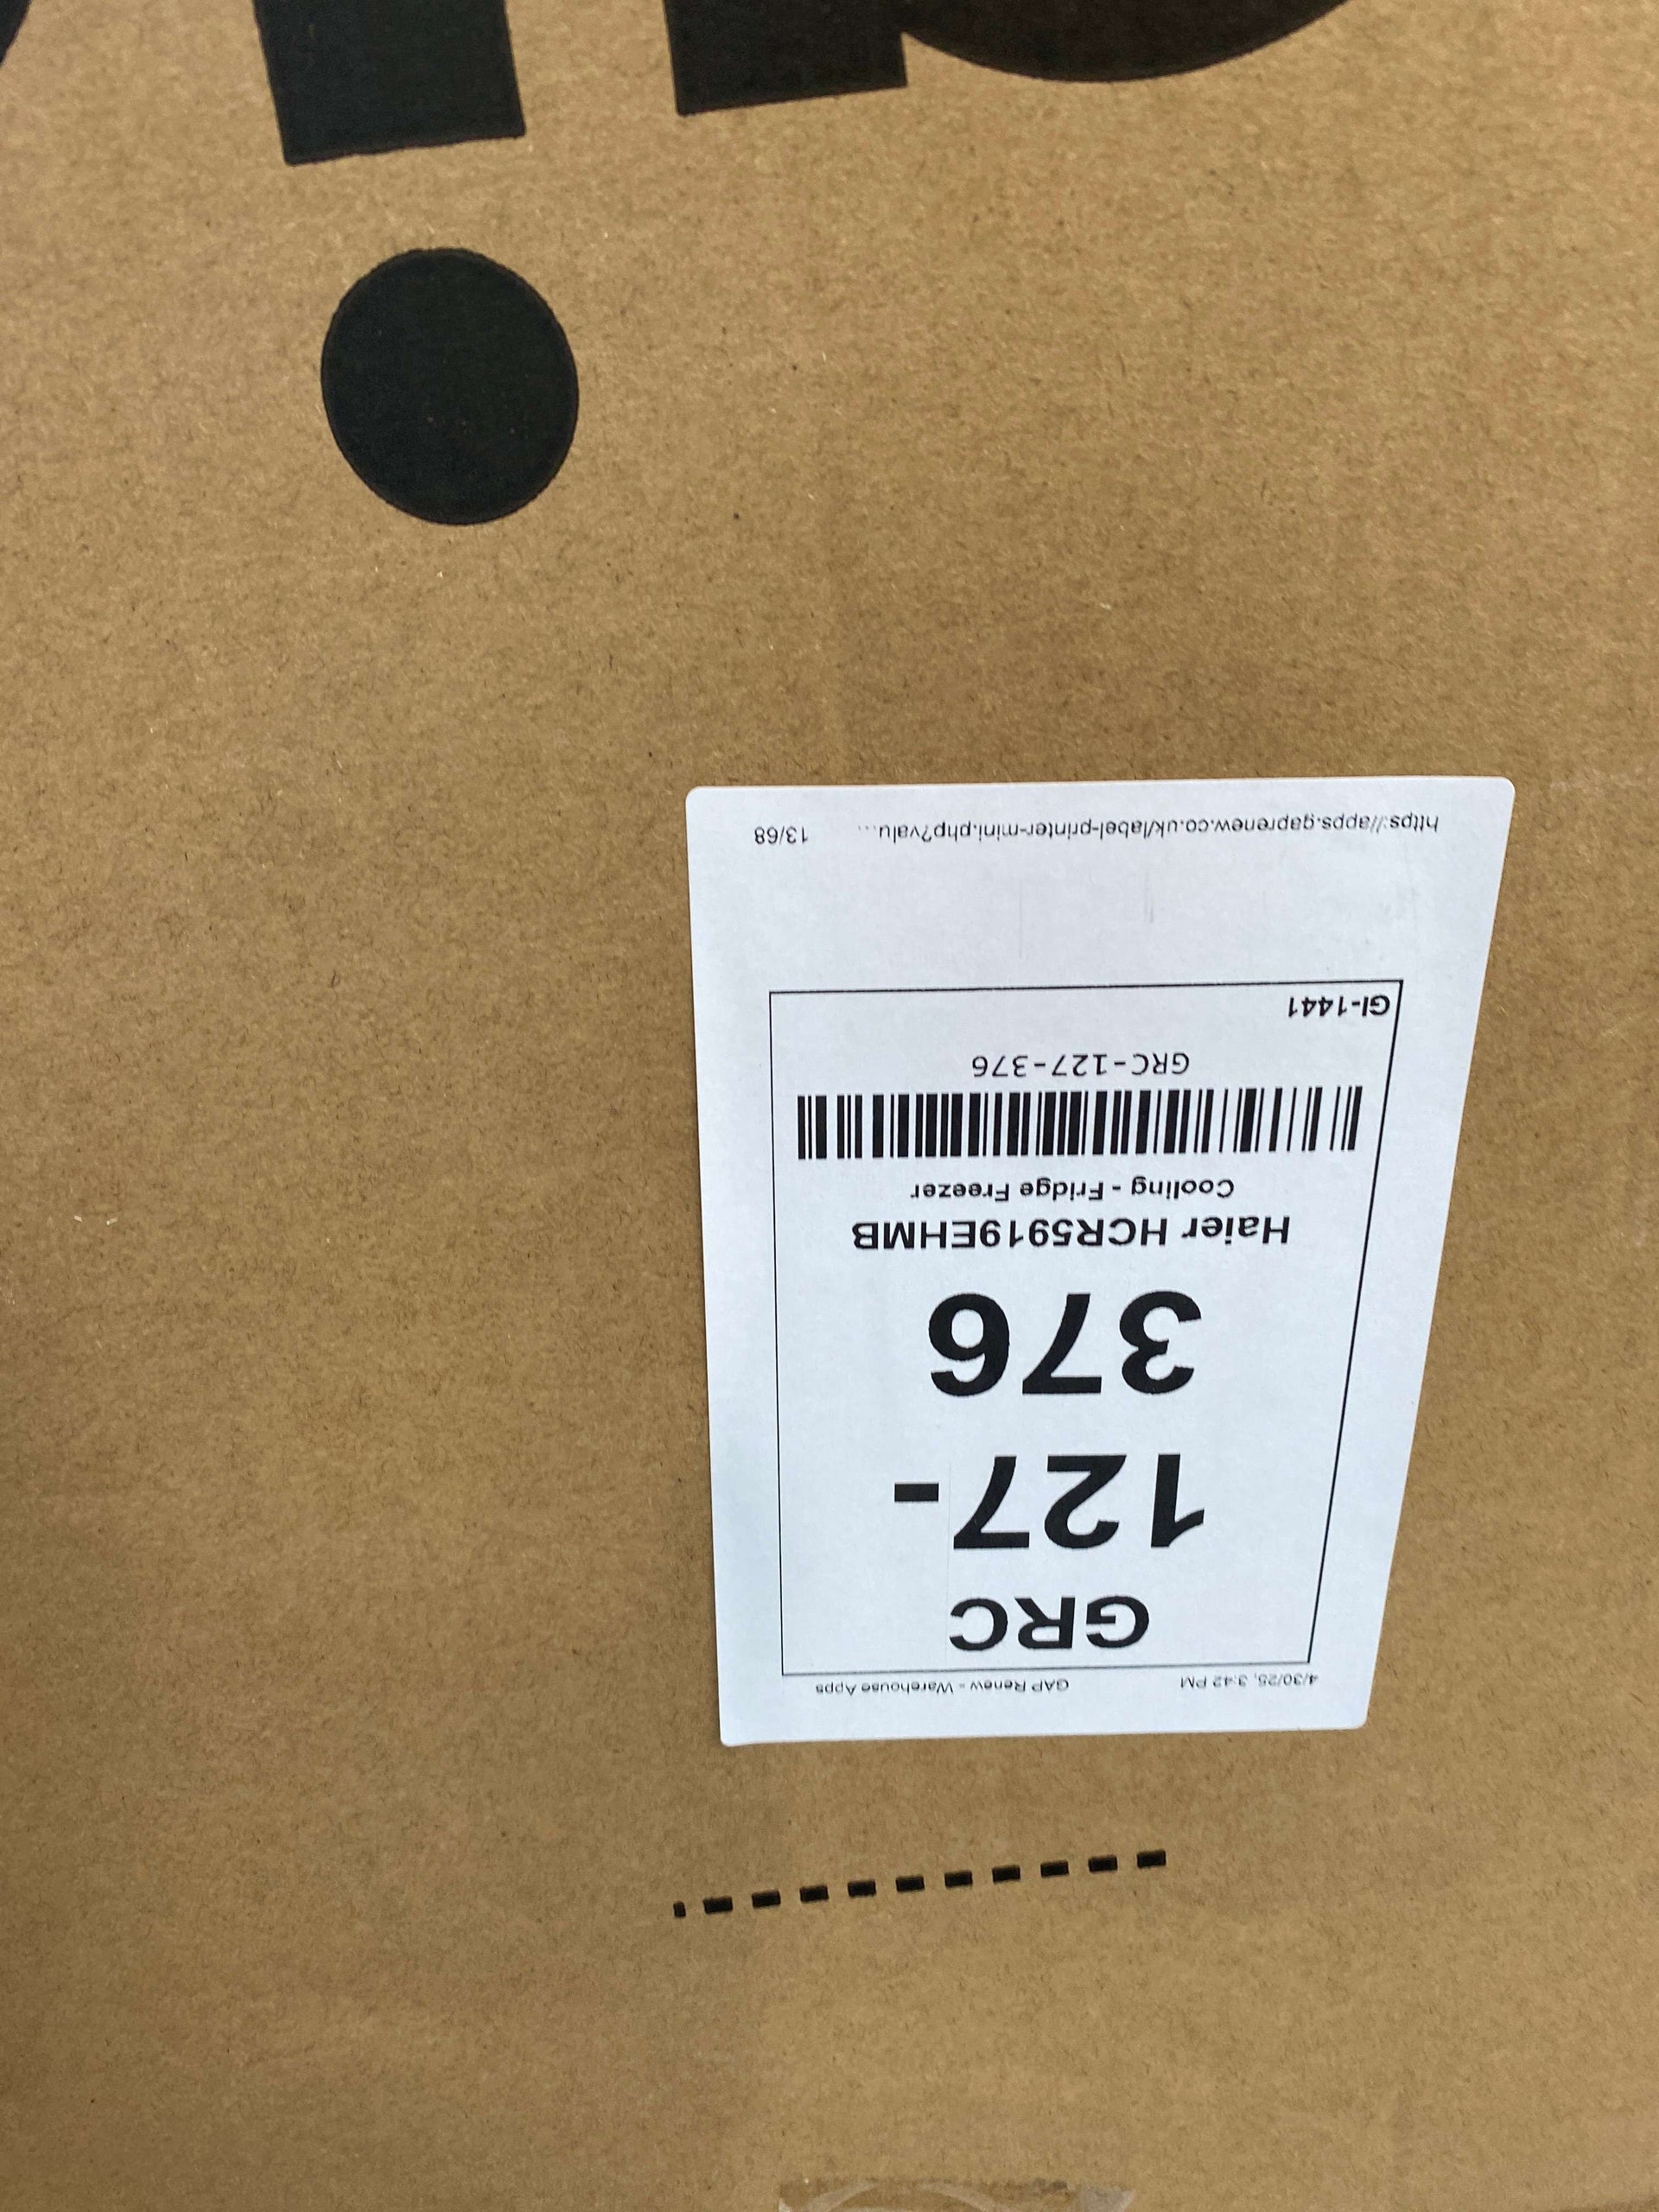 4/30/25, 3:42 PM GAP Renew - Warehouse Apps
GRC
127-
376
Haier HCR5919EHMB
Cooling - Fridge Freezer
GRC-127-376
GI-1441
https://apps.gaprenew.co.uk/label-printer-mini.php?valu... 13/68